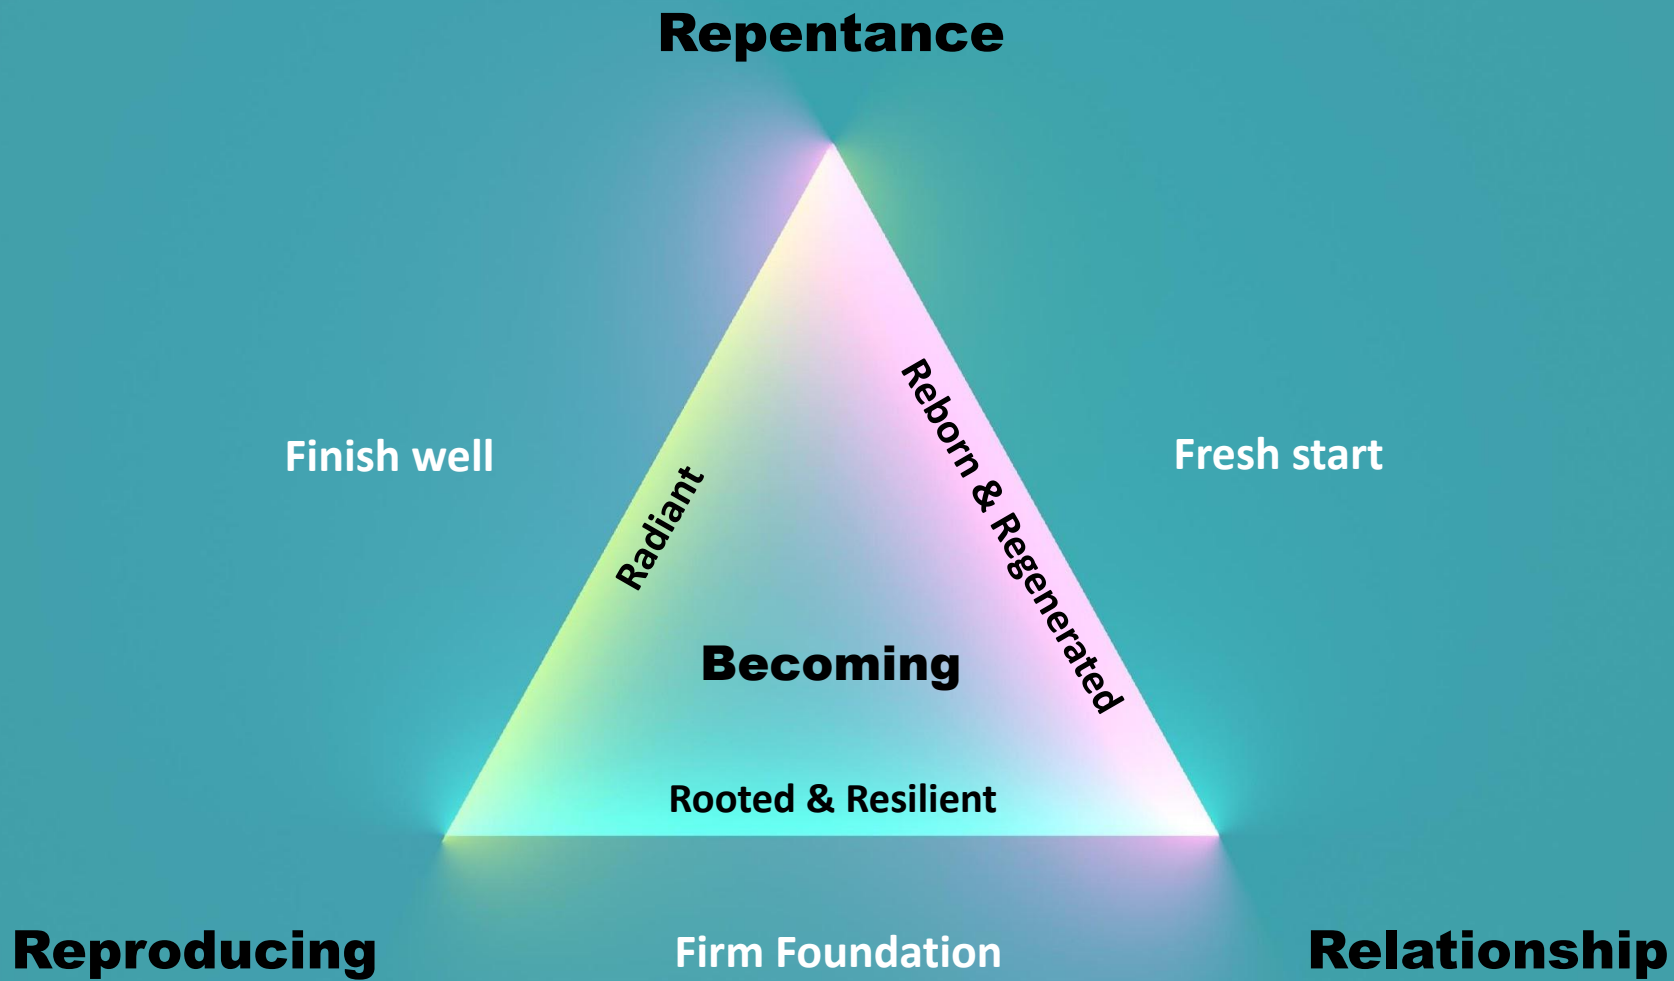 Repentance
Finish well
Radiant
Reborn & Regenerated
Fresh start
Becoming
Rooted & Resilient
Reproducing
Firm Foundation
Relationship